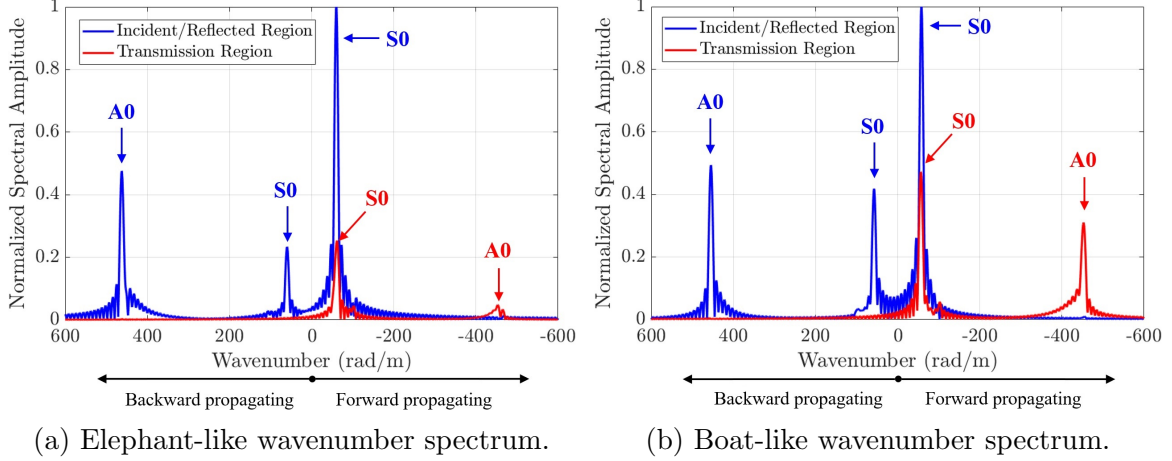 Normalized Spectral Amplitude
1
0.8
0.6
0.4
0.2
0
Incident/Reflected Region
Transmission Region
S0
A0
S0
S0
A0
600 400 200 0 -200 -400 -600
Wavenumber (rad/m)
Backward propagating Forward propagating
(a) Elephant-like wavenumber spectrum.
Normalized Spectral Amplitude
1
0.8
0.6
0.4
0.2
0
Incident/Reflected Region
Transmission Region
S0
A0
S0
S0
A0
600 400 200 0 -200 -400 -600
Wavenumber (rad/m)
Backward propagating Forward propagating
(b) Boat-like wavenumber spectrum.